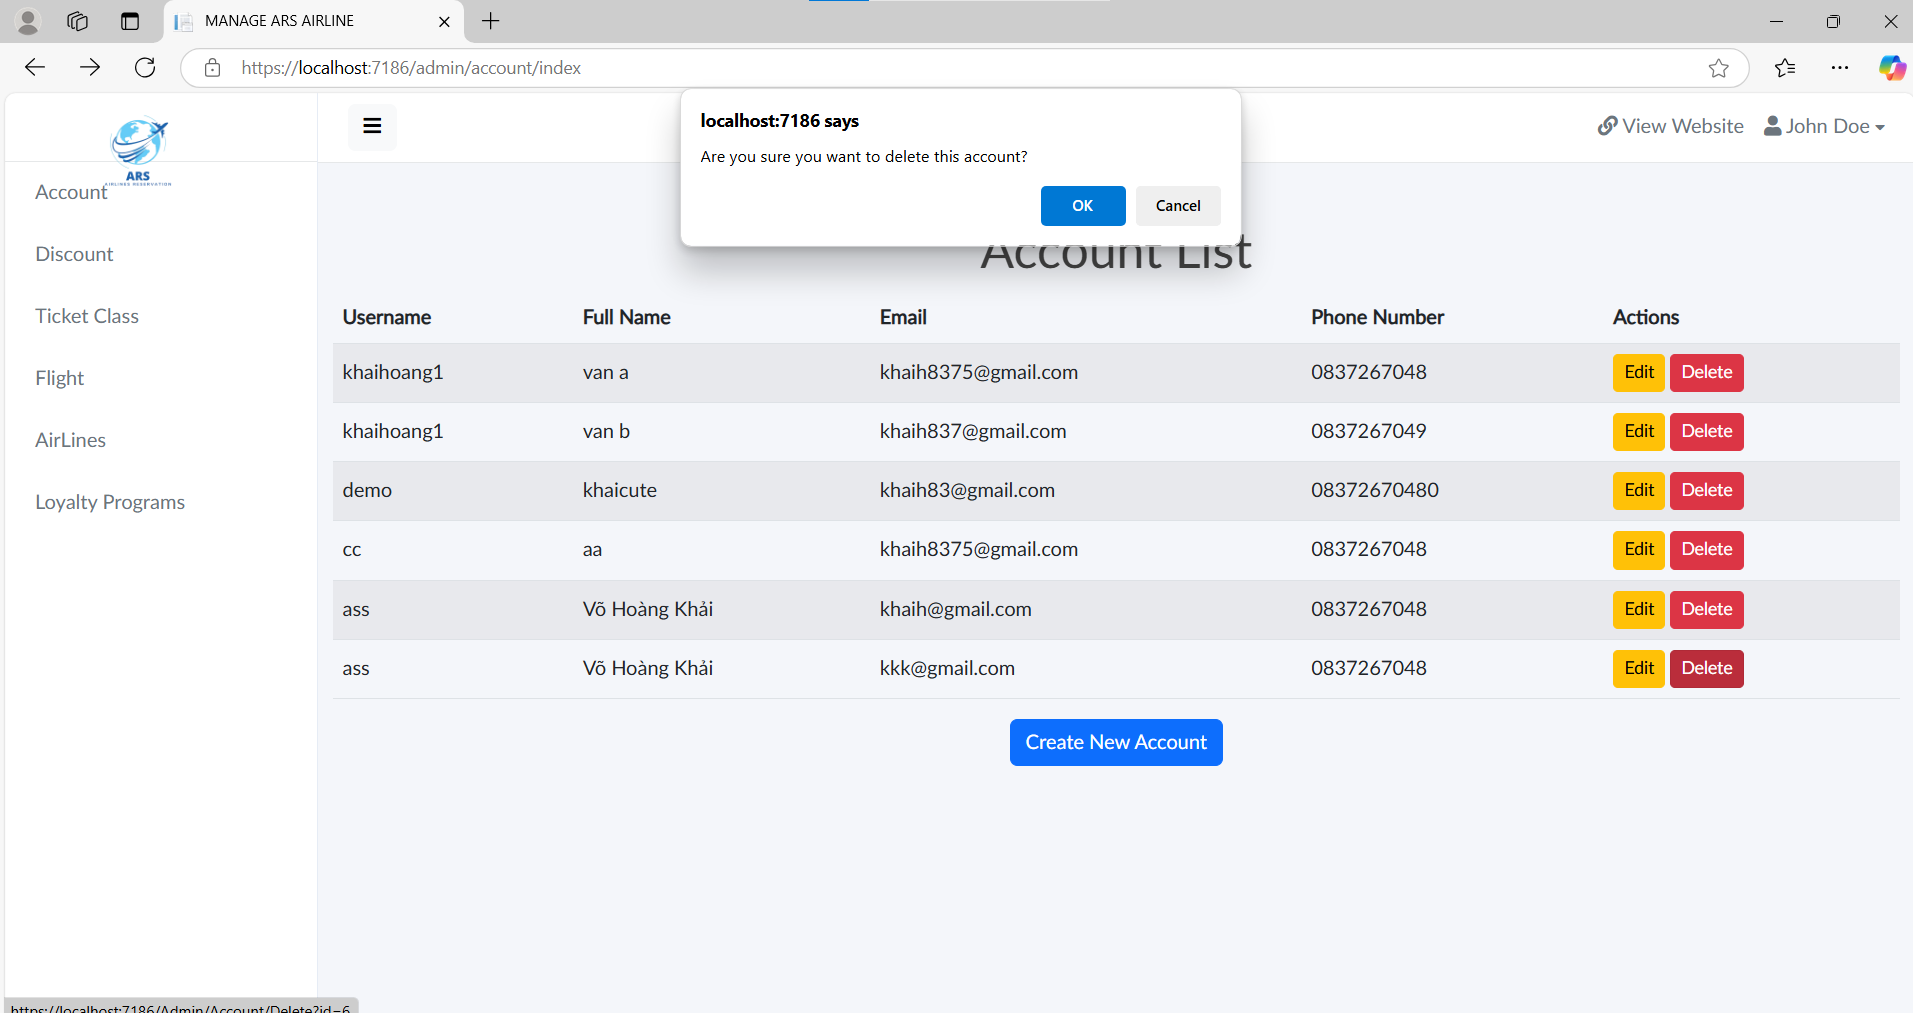 MANAGE ARS AIRLINE
https://localhost:7186/admin/account/index
localhost:7186 says
Are you sure you want to delete this account?
OK Cancel
View Website John Doe
ARS
AIRLINES RESERVATION
Account
Discount
Ticket Class
Flight
AirLines
Loyalty Programs
Account List
Username Full Name Email Phone Number Actions
khaihoang1 van a khaih8375@gmail.com 0837267048 Edit Delete
khaihoang1 van b khaih837@gmail.com 0837267049 Edit Delete
demo khaicute khaih83@gmail.com 08372670480 Edit Delete
cc aa khaih8375@gmail.com 0837267048 Edit Delete
ass Võ Hoàng Khải khaih@gmail.com 0837267048 Edit Delete
ass Võ Hoàng Khải kkk@gmail.com 0837267048 Edit Delete
Create New Account
https://localhost:7186/Admin/Account/Delete?id=6